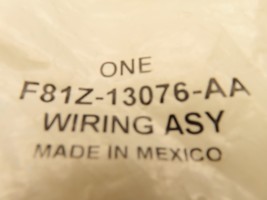 ONE
F81Z-13076-AA
WIRING ASY
MADE IN MEXICO